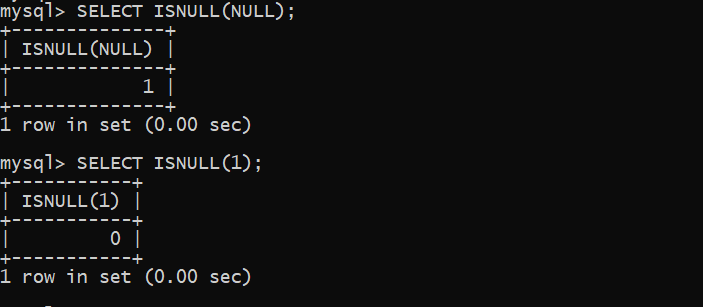 mysql> SELECT ISNULL(NULL);
+--------------+
| ISNULL(NULL) |
+--------------+
|            1 |
+--------------+
1 row in set (0.00 sec)
mysql> SELECT ISNULL(1);
+-----------+
| ISNULL(1) |
+-----------+
|         0 |
+-----------+
1 row in set (0.00 sec)